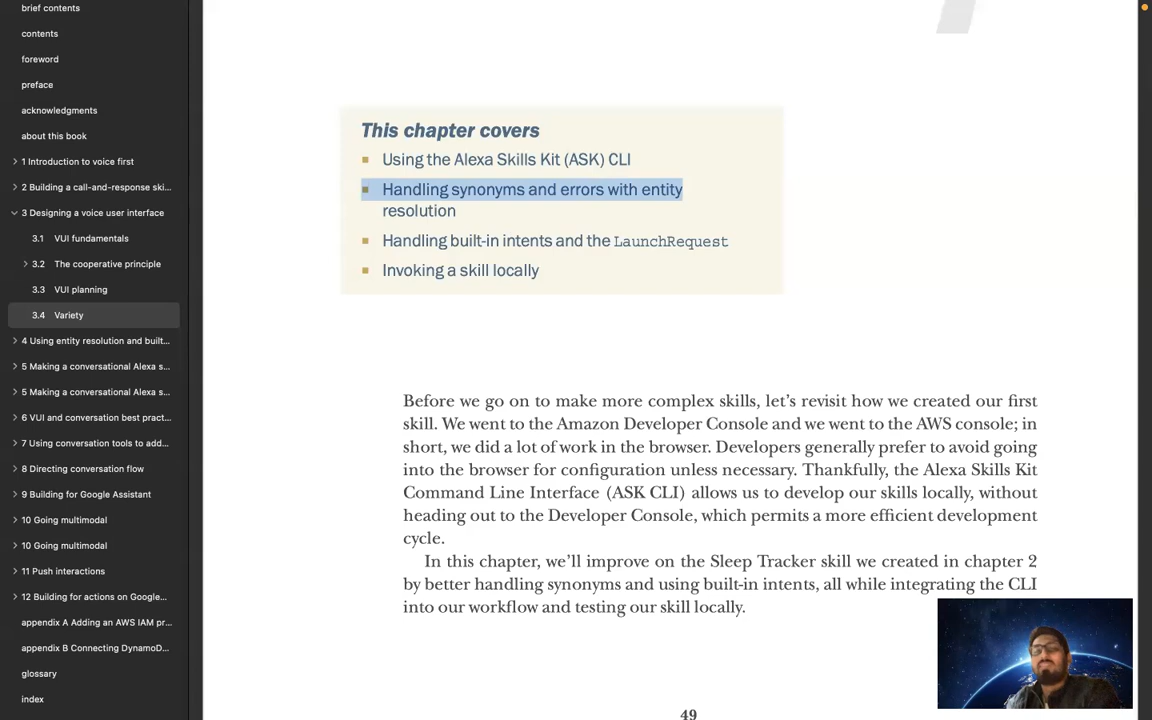 brief contents
contents
foreword
preface
acknowledgments
about this book
1 Introduction to voice first
2 Building a call-and-response ski...
3 Designing a voice user interface
3.1 VUI fundamentals
3.2 The cooperative principle
3.3 VUI planning
3.4 Variety
4 Using entity resolution and built...
5 Making a conversational Alexa s...
5 Making a conversational Alexa s...
6 VUI and conversation best pract...
7 Using conversation tools to add...
8 Directing conversation flow
9 Building for Google Assistant
10 Going multimodal
10 Going multimodal
11 Push interactions
12 Building for actions on Google...
appendix A Adding an AWS IAM pr...
appendix B Connecting DynamoD...
glossary
index
This chapter covers
Using the Alexa Skills Kit (ASK) CLI
Handling synonyms and errors with entity
resolution
Handling built-in intents and the LaunchRequest
Invoking a skill locally
Before we go on to make more complex skills, let's revisit how we created our first
skill. We went to the Amazon Developer Console and we went to the AWS console; in
short, we did a lot of work in the browser. Developers generally prefer to avoid going
into the browser for configuration unless necessary. Thankfully, the Alexa Skills Kit
Command Line Interface (ASK CLI) allows us to develop our skills locally, without
heading out to the Developer Console, which permits a more efficient development
cycle.
In this chapter, we'll improve on the Sleep Tracker skill we created in chapter 2
by better handling synonyms and using built-in intents, all while integrating the CLI
into our workflow and testing our skill locally.
49